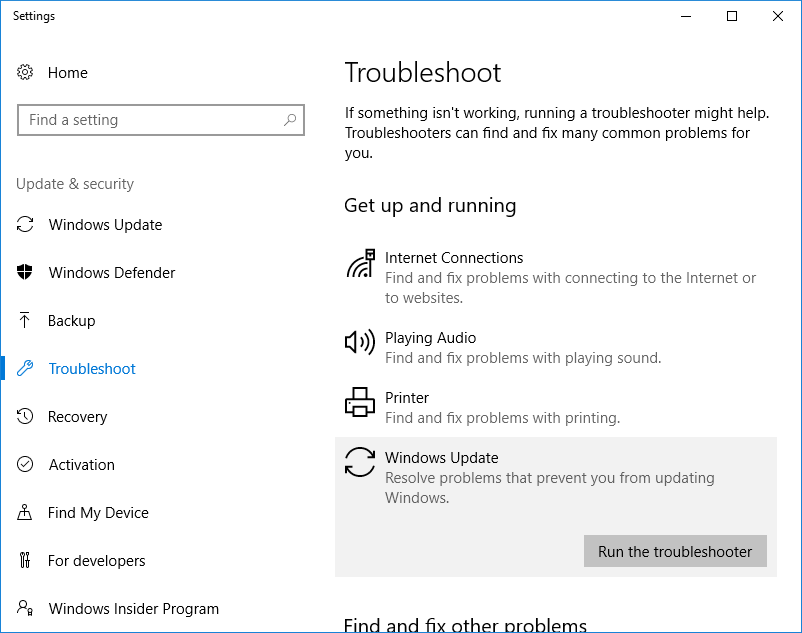 Settings
Home
Find a setting
Update & security
Windows Update
Windows Defender
Backup
Troubleshoot
Recovery
Activation
Find My Device
For developers
Windows Insider Program
Troubleshoot
If something isn't working, running a troubleshooter might help.
Troubleshooters can find and fix many common problems for
you.
Get up and running
Internet Connections
Find and fix problems with connecting to the Internet or
to websites.
Playing Audio
Find and fix problems with playing sound.
Printer
Find and fix problems with printing.
Windows Update
Resolve problems that prevent you from updating
Windows.
Run the troubleshooter
Find and fix other problems